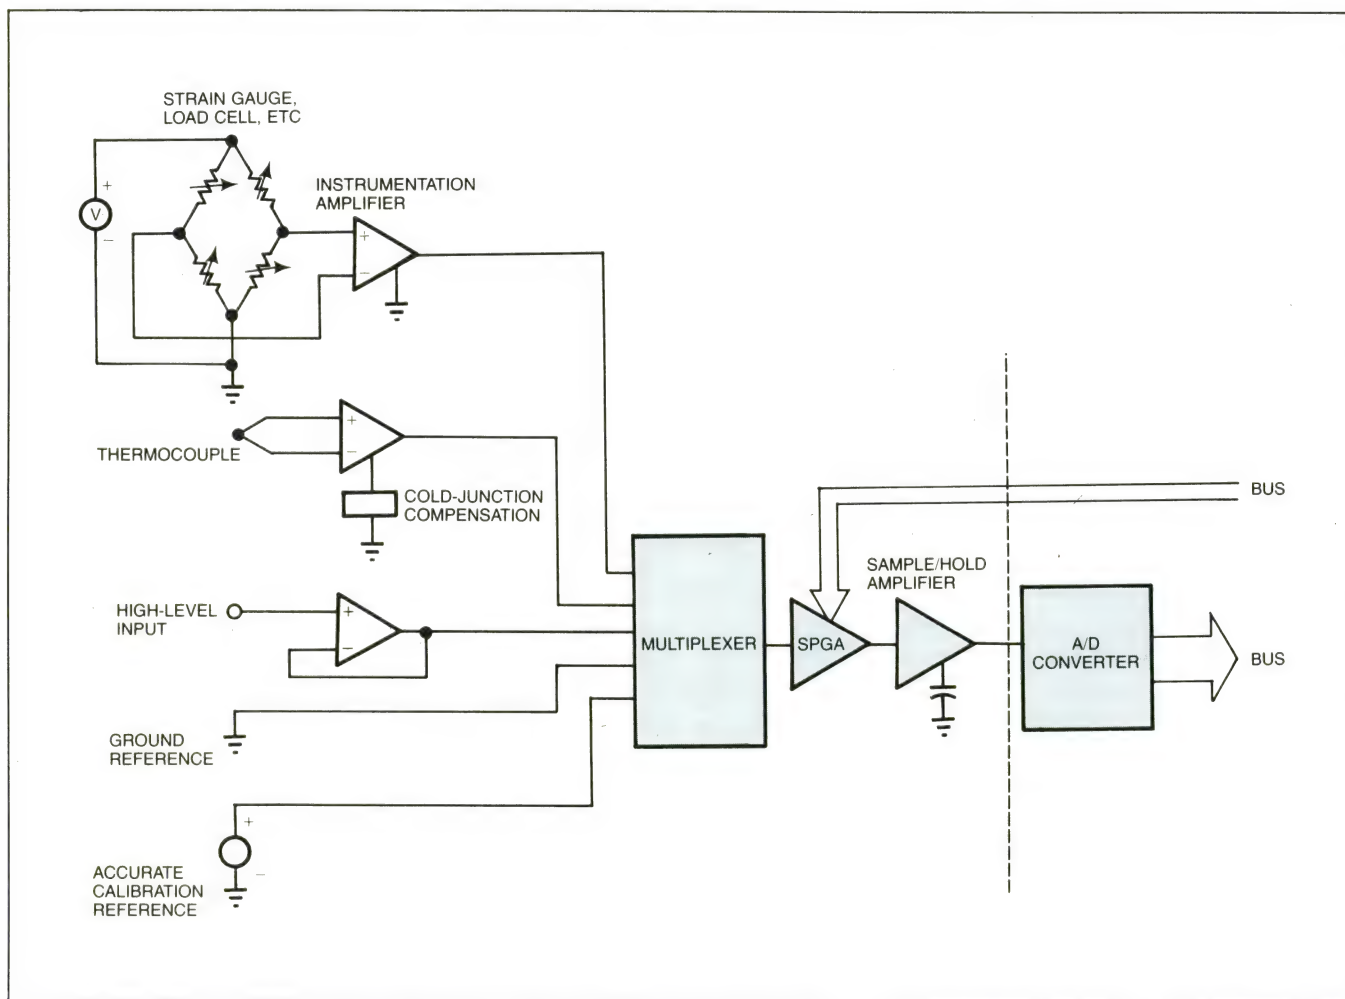 STRAIN GAUGE,
LOAD CELL, ETC
+
V
−
INSTRUMENTATION
AMPLIFIER
+
−
THERMOCOUPLE
+
−
COLD-JUNCTION
COMPENSATION
HIGH-LEVEL
INPUT
+
−
GROUND
REFERENCE
+
−
ACCURATE
CALIBRATION
REFERENCE
MULTIPLEXER
SPGA
SAMPLE/HOLD
AMPLIFIER
A/D
CONVERTER
BUS
BUS